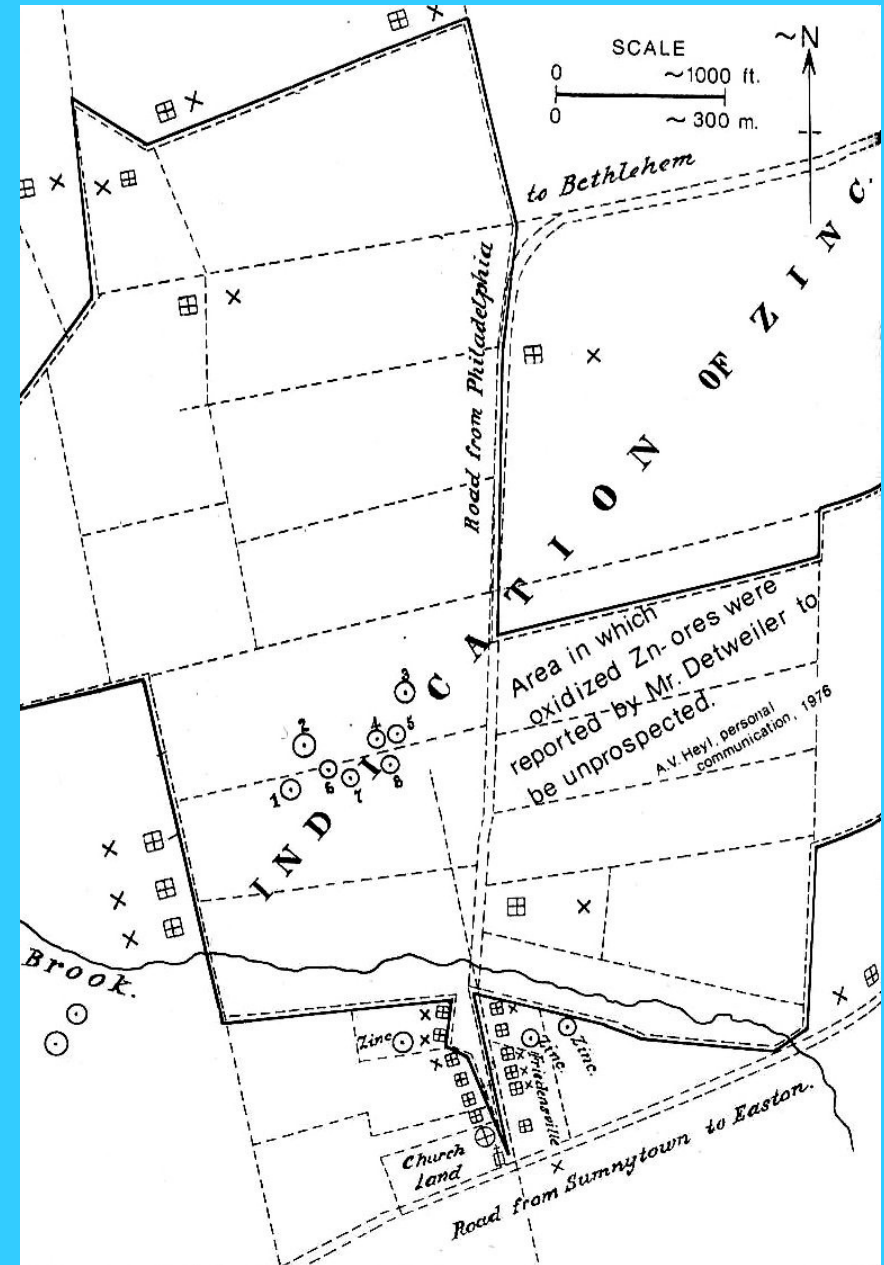 SCALE
0 ~1000 ft.
0 ~300 m.
~N
to Bethlehem
Road from Philadelphia
INDICATION OF ZINC.
Area in which
oxidized Zn-ores were
reported by Mr. Detweiler to
be unprospected.
A.V. Heyl, personal
communication, 1976
3
2
4
5
6
7
8
1
Brook.
Zinc
Zinc.
Zinc.
Friedensville
Church
Land
Road from Sumnytown to Easton.